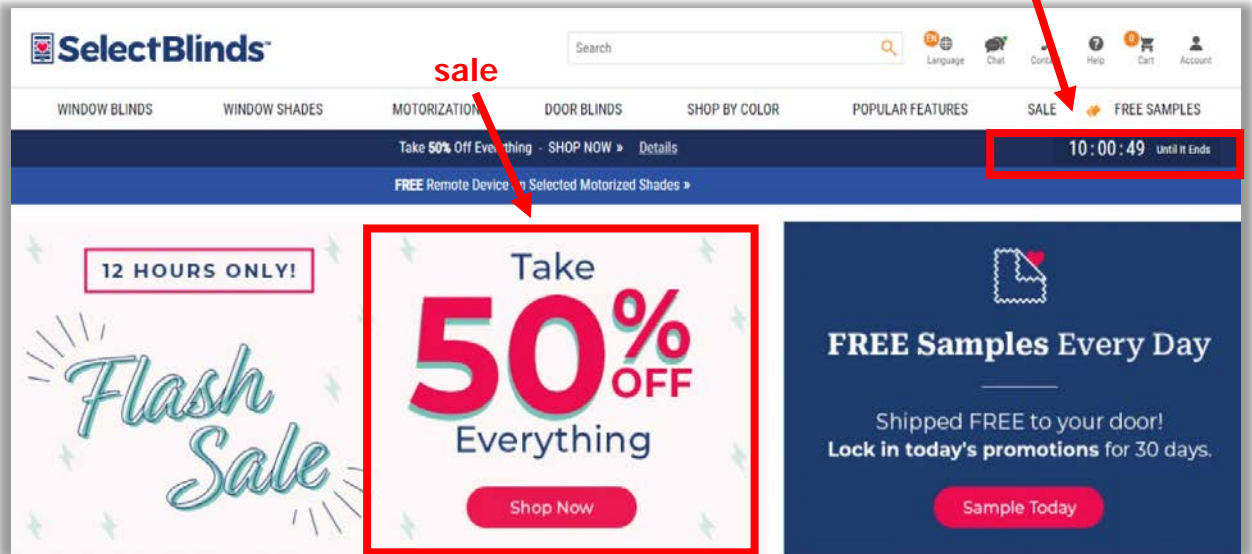 SelectBlinds
Search
EN
Language
Chat
Help
0
Cart
Account
sale
WINDOW BLINDS
WINDOW SHADES
MOTORIZATION
DOOR BLINDS
SHOP BY COLOR
POPULAR FEATURES
SALE
FREE SAMPLES
Take 50% Off Everything - SHOP NOW » Details
10:00:49 Until It Ends
FREE Remote Device on Selected Motorized Shades »
12 HOURS ONLY!
Flash
Sale
Take
50%
OFF
Everything
Shop Now
FREE Samples Every Day
Shipped FREE to your door!
Lock in today's promotions for 30 days.
Sample Today